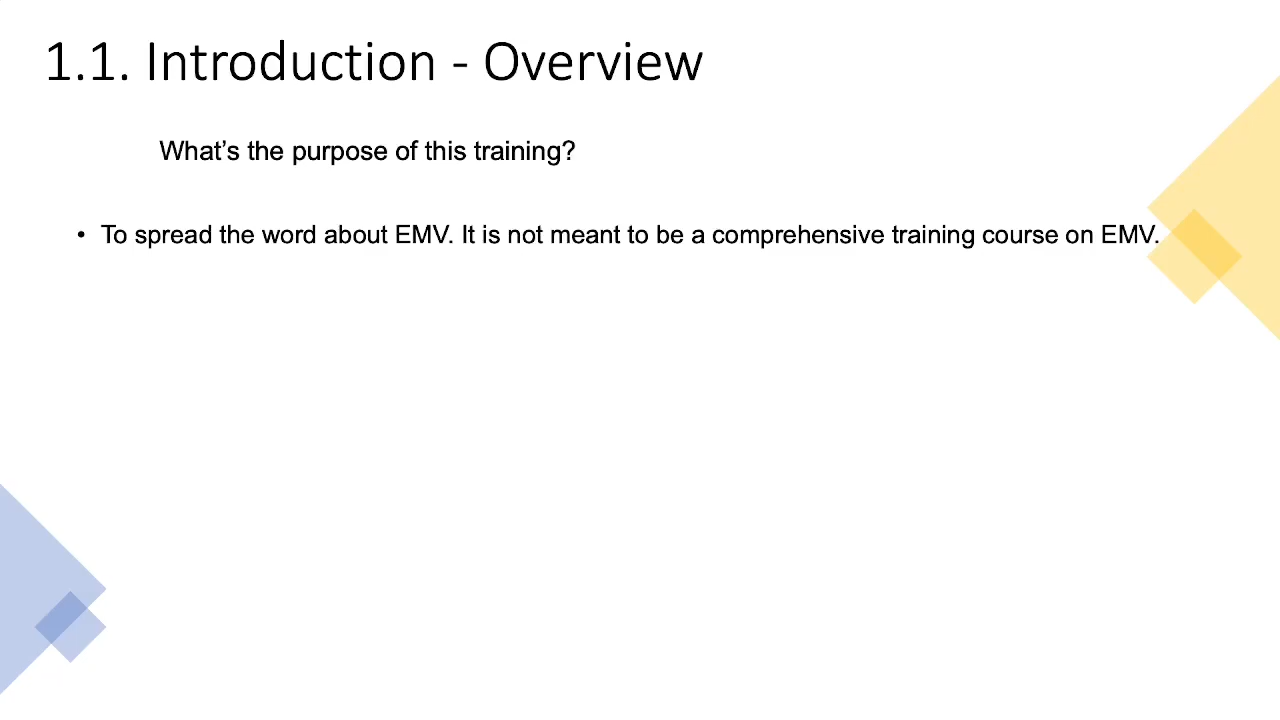 1.1. Introduction - Overview
What’s the purpose of this training?
• To spread the word about EMV. It is not meant to be a comprehensive training course on EMV.